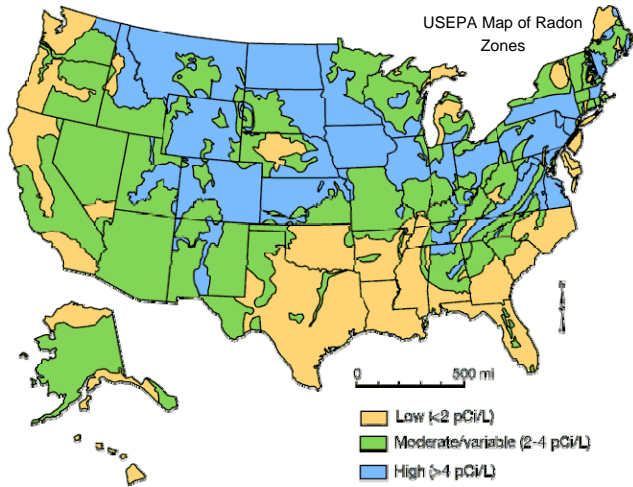 USEPA Map of Radon
Zones
0 500 mi
Low (<2 pCi/L)
Moderate/variable (2-4 pCi/L)
High (>4 pCi/L)